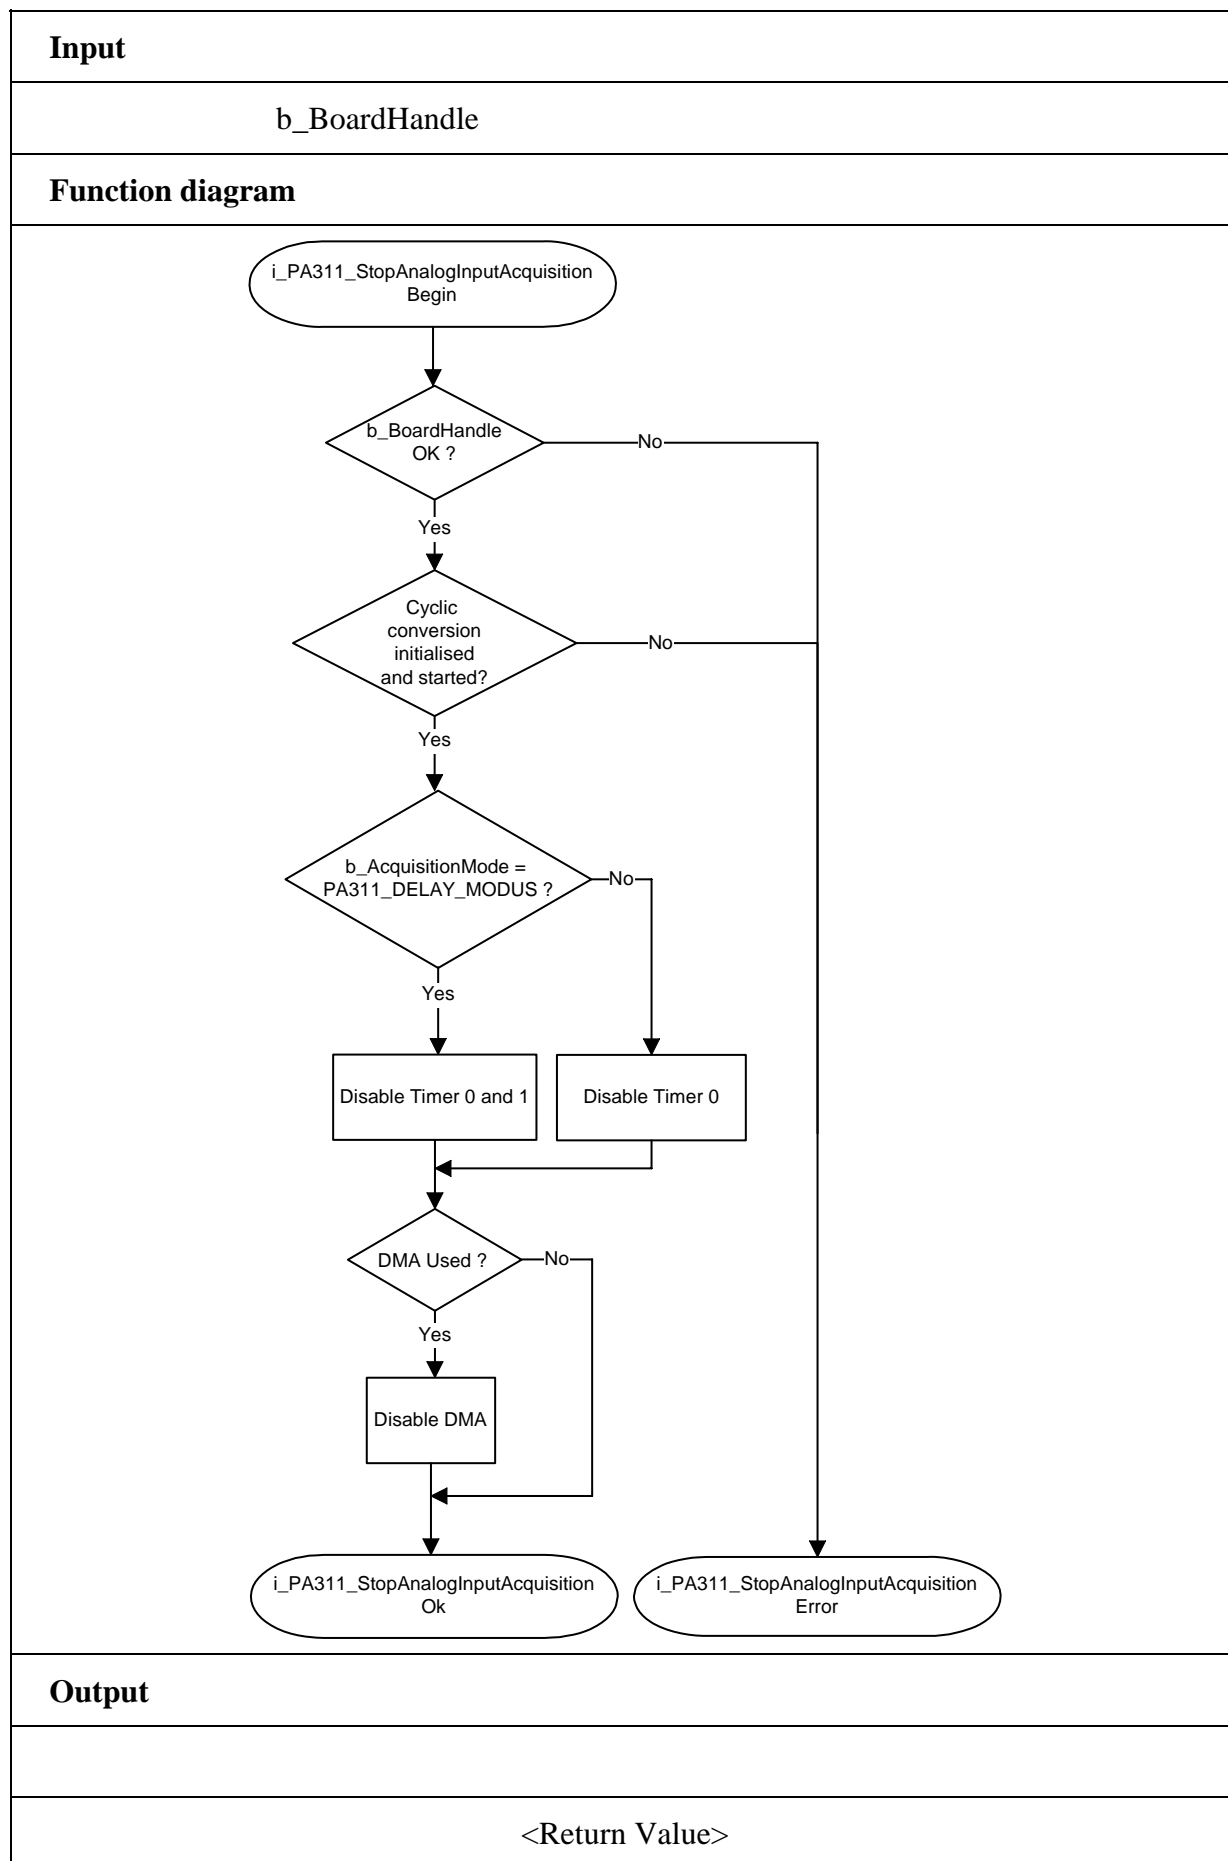 Input
b_BoardHandle
Function diagram
i_PA311_StopAnalogInputAcquisition
Begin
b_BoardHandle
OK ?
No
Yes
Cyclic
conversion
initialised
and started?
No
Yes
b_AcquisitionMode =
PA311_DELAY_MODUS ?
No
Yes
Disable Timer 0 and 1
Disable Timer 0
DMA Used ?
No
Yes
Disable DMA
i_PA311_StopAnalogInputAcquisition
Ok
i_PA311_StopAnalogInputAcquisition
Error
Output
<Return Value>